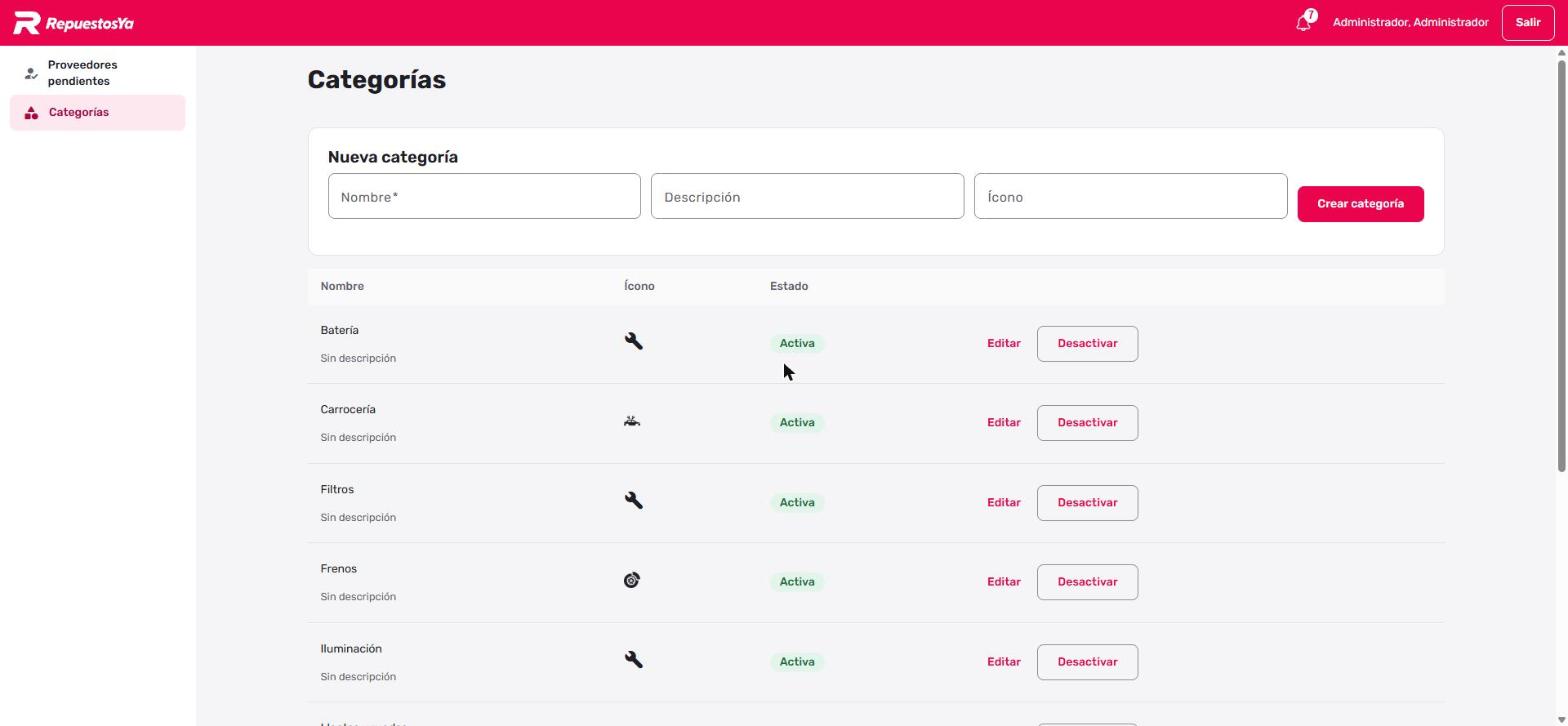 RepuestosYa
7
Administrador, Administrador
Salir
Proveedores
pendientes
Categorías
Categorías
Nueva categoría
Nombre*
Descripción
Ícono
Crear categoría
Nombre Ícono Estado
Batería
Sin descripción
Activa Editar Desactivar
Carrocería
Sin descripción
Activa Editar Desactivar
Filtros
Sin descripción
Activa Editar Desactivar
Frenos
Sin descripción
Activa Editar Desactivar
Iluminación
Sin descripción
Activa Editar Desactivar